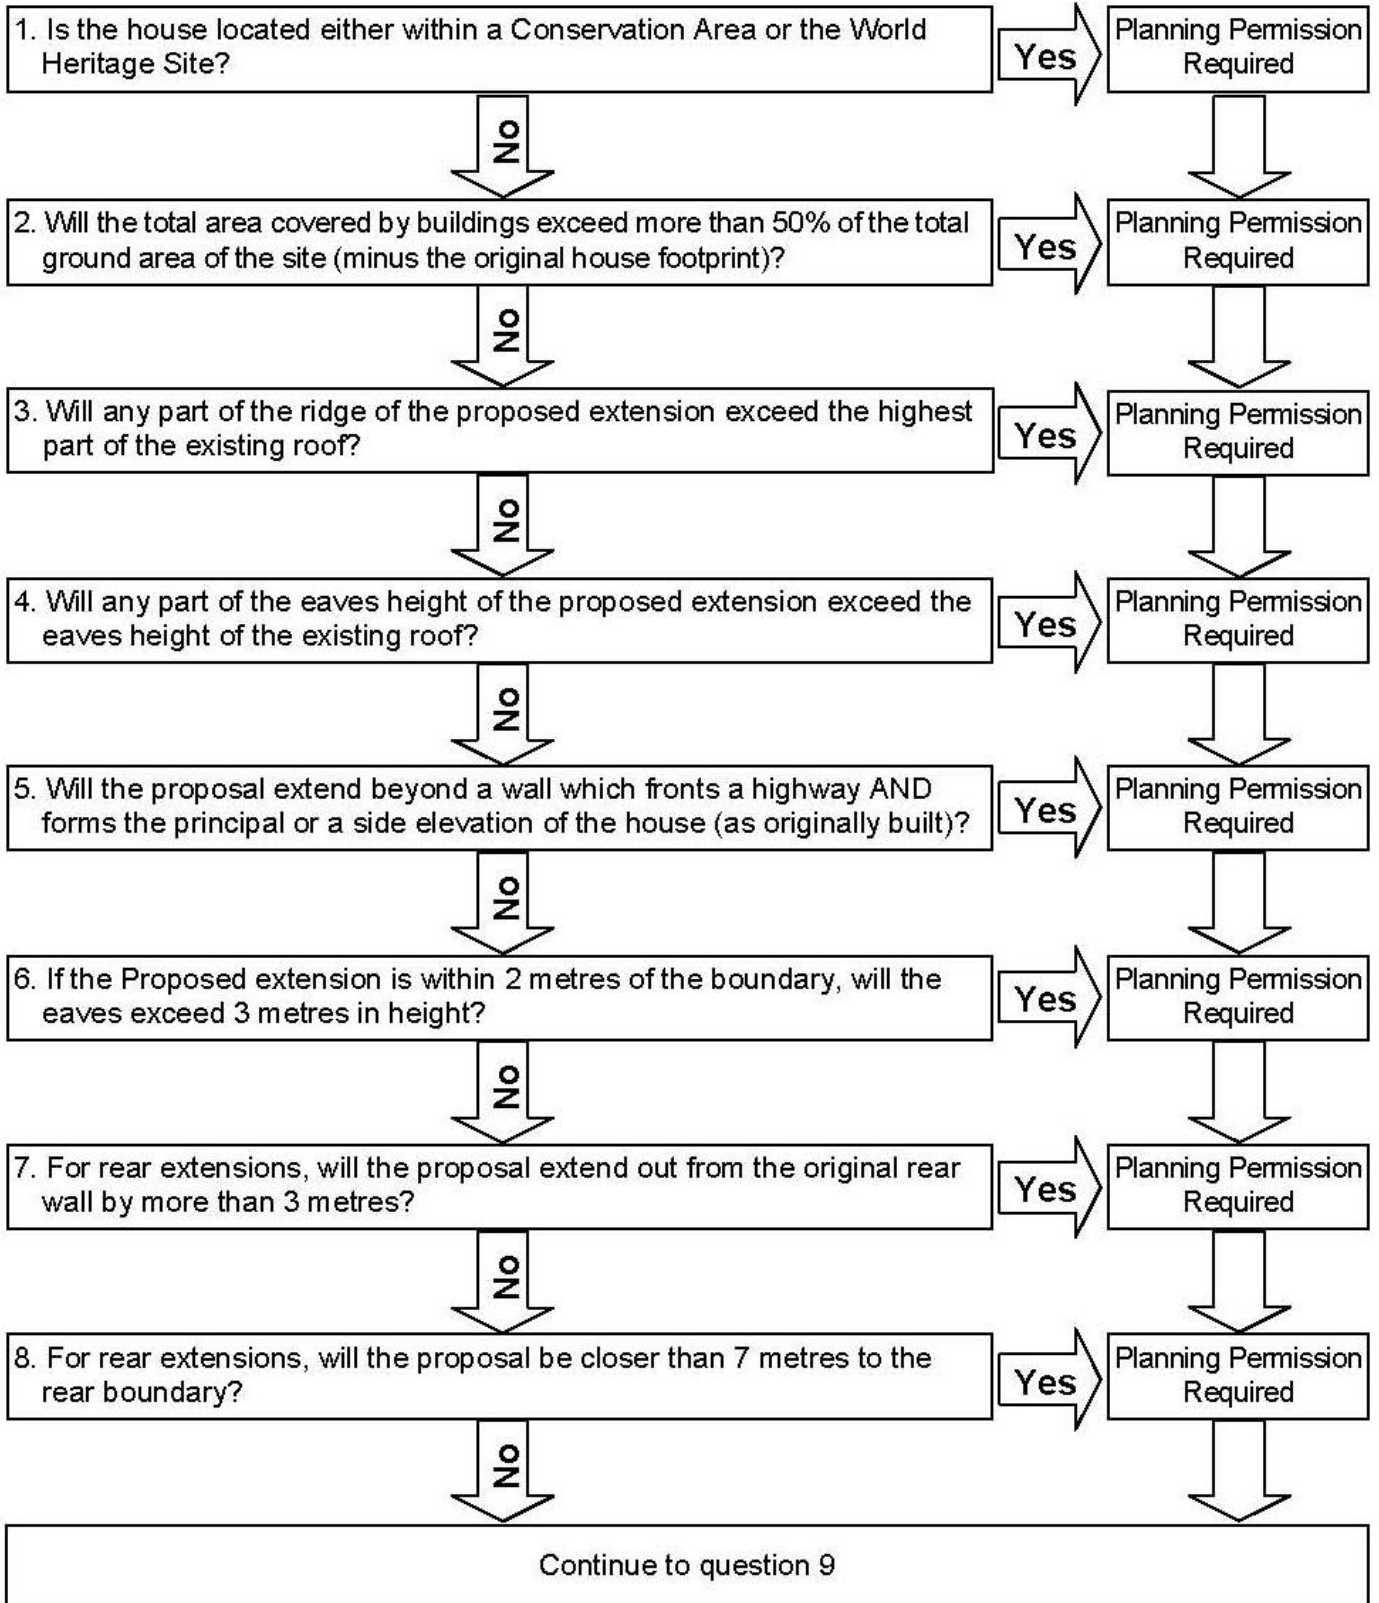 1. Is the house located either within a Conservation Area or the World
Heritage Site?
Yes
Planning Permission
Required
No
2. Will the total area covered by buildings exceed more than 50% of the total
ground area of the site (minus the original house footprint)?
Yes
Planning Permission
Required
No
3. Will any part of the ridge of the proposed extension exceed the highest
part of the existing roof?
Yes
Planning Permission
Required
No
4. Will any part of the eaves height of the proposed extension exceed the
eaves height of the existing roof?
Yes
Planning Permission
Required
No
5. Will the proposal extend beyond a wall which fronts a highway AND
forms the principal or a side elevation of the house (as originally built)?
Yes
Planning Permission
Required
No
6. If the Proposed extension is within 2 metres of the boundary, will the
eaves exceed 3 metres in height?
Yes
Planning Permission
Required
No
7. For rear extensions, will the proposal extend out from the original rear
wall by more than 3 metres?
Yes
Planning Permission
Required
No
8. For rear extensions, will the proposal be closer than 7 metres to the
rear boundary?
Yes
Planning Permission
Required
No
Continue to question 9